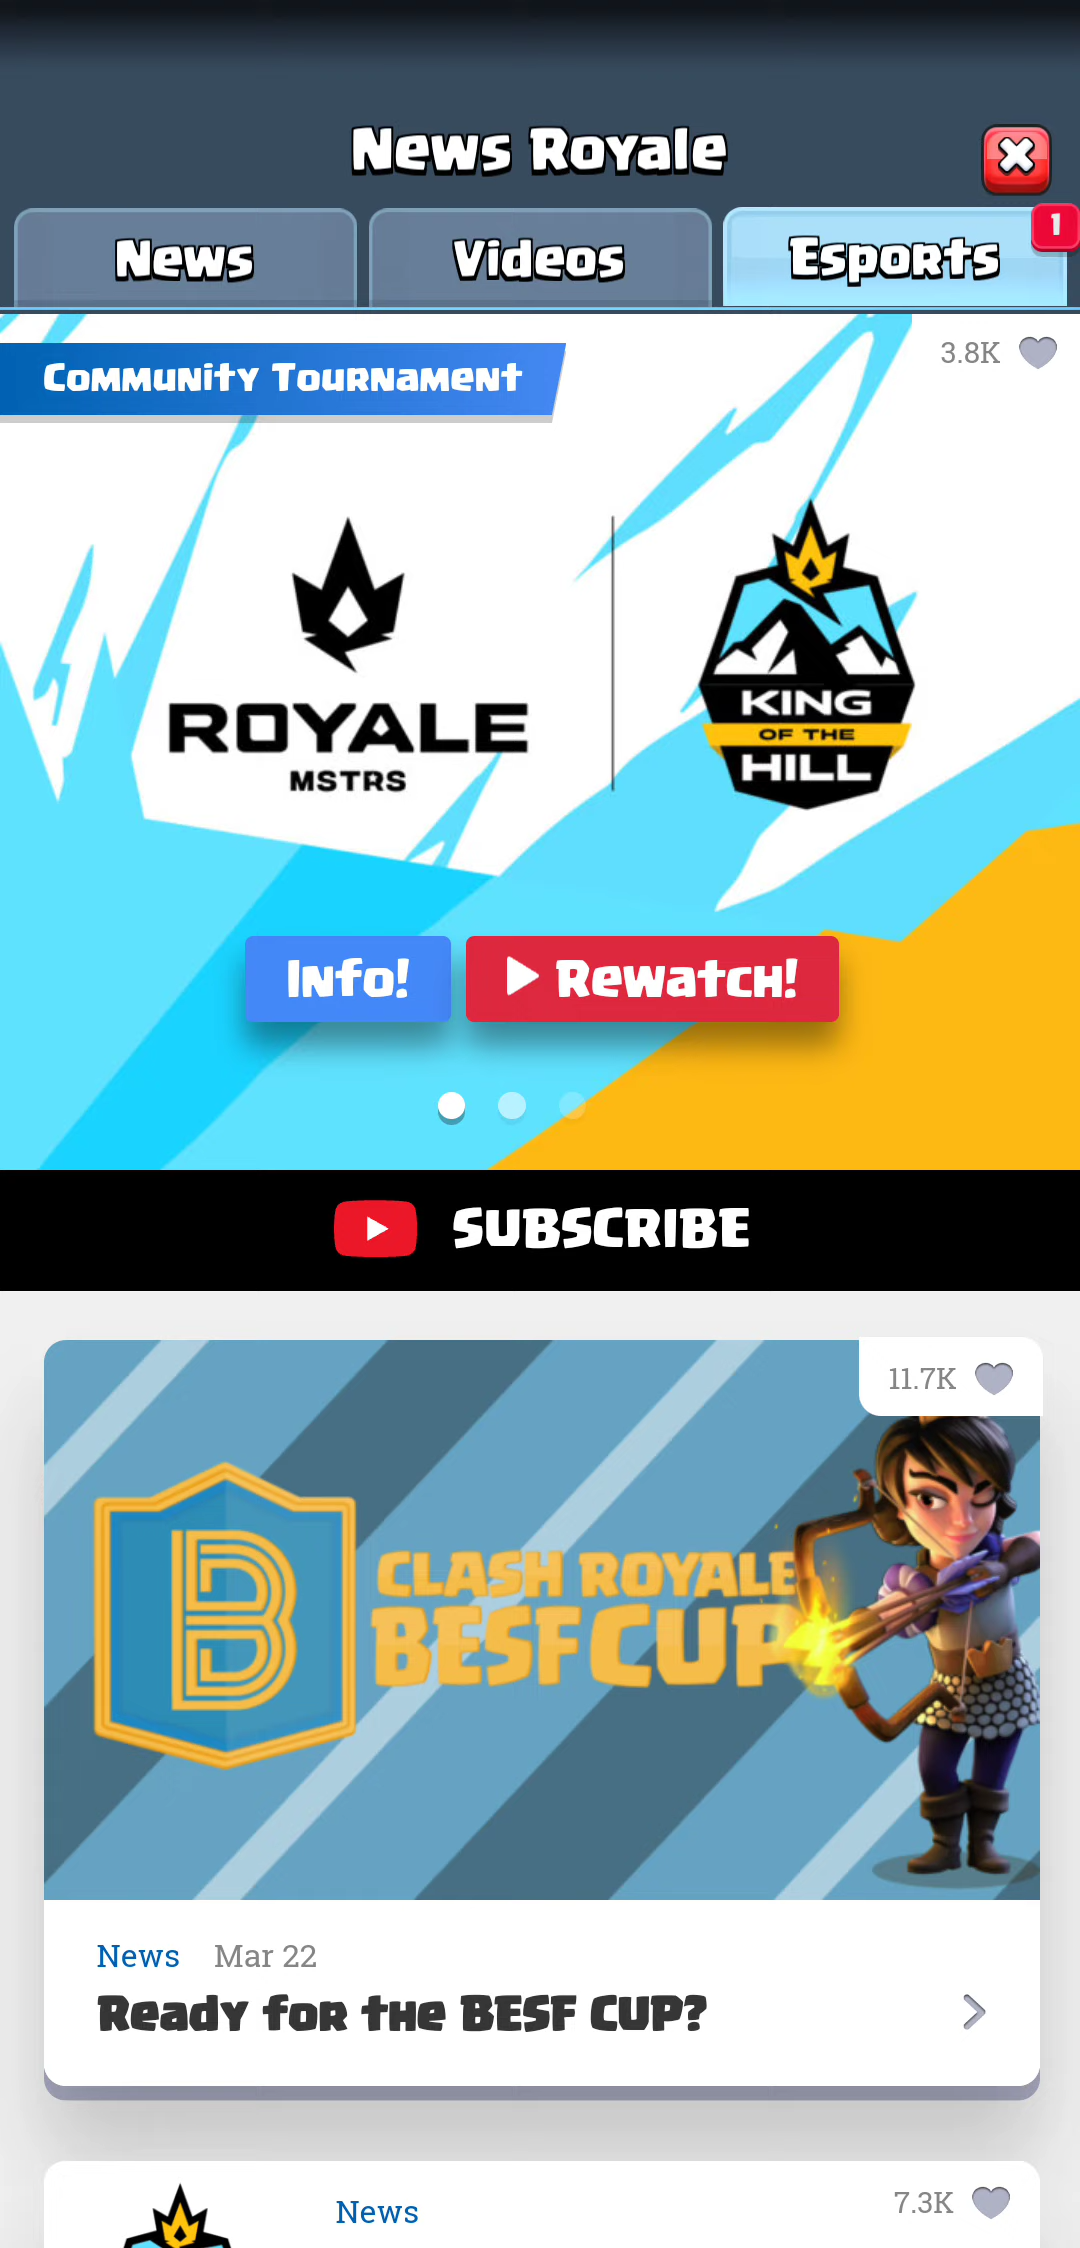 News Royale
News
Videos
Esports
1
Community Tournament
3.8K
ROYALE
MSTRS
KING
OF THE
HILL
Info!
Rewatch!
SUBSCRIBE
11.7K
B
CLASH ROYALE
BESF CUP
News Mar 22
Ready for the BESF CUP?
News
7.3K